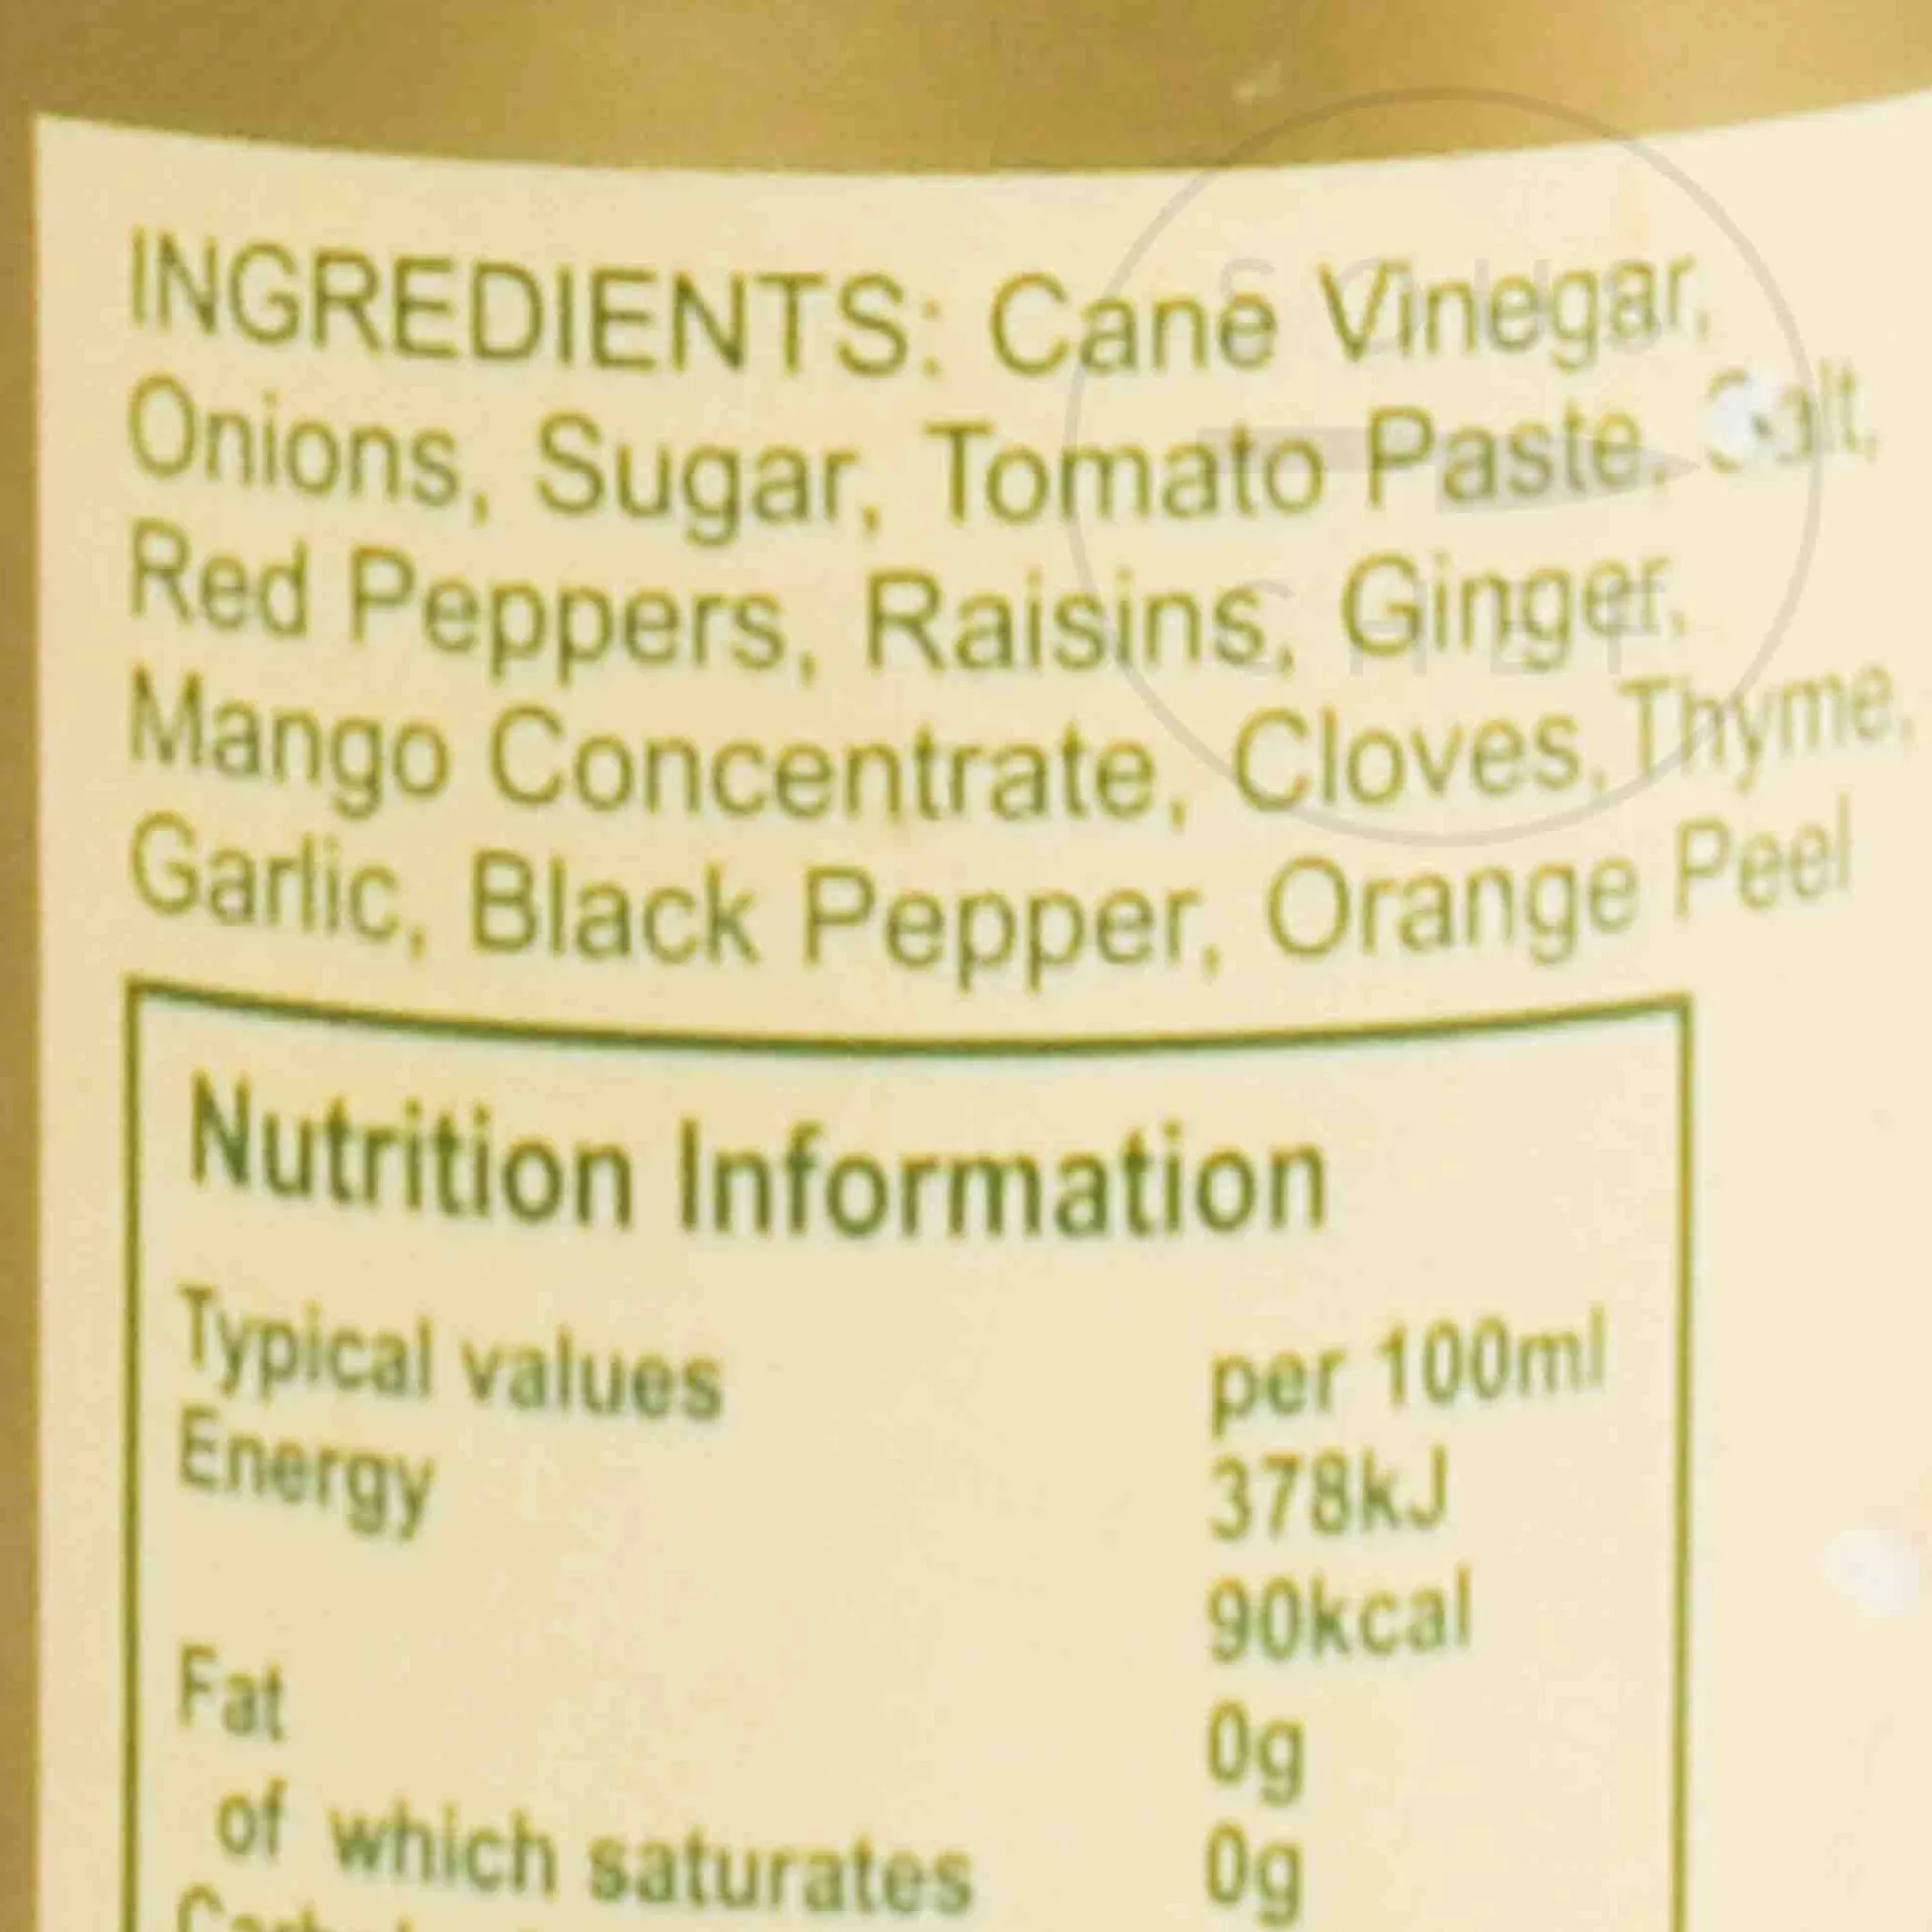 INGREDIENTS: Cane Vinegar,
Onions, Sugar, Tomato Paste, Salt,
Red Peppers, Raisins, Ginger,
Mango Concentrate, Cloves, Thyme,
Garlic, Black Pepper, Orange Peel
Nutrition Information
Typical values per 100ml
Energy 378kJ
90kcal
Fat 0g
of which saturates 0g